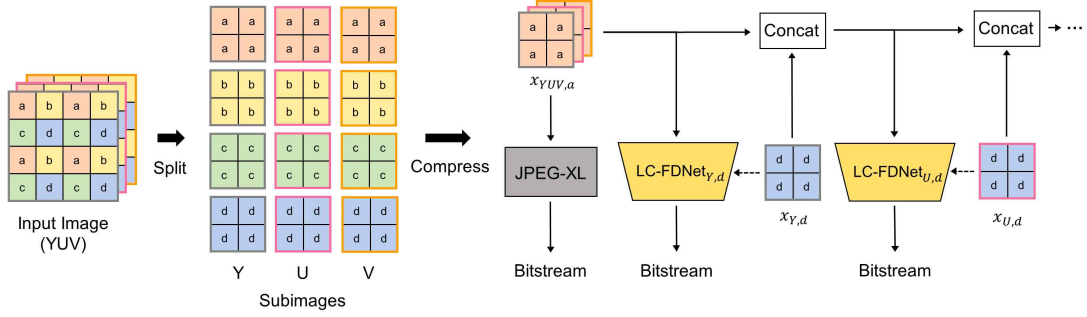 a b a b
c d c d
a b a b
c d c d
Input Image
(YUV)
Split
a a a a a a
a a a a a a
b b b b b b
b b b b b b
c c c c c c
c c c c c c
d d d d d d
d d d d d d
Y U V
Subimages
Compress
a a
a a
x_{YUV,a}
JPEG-XL
Bitstream
LC-FDNet_{Y,d}
Bitstream
Concat
d d
d d
x_{Y,d}
LC-FDNet_{U,d}
Bitstream
Concat
d d
d d
x_{U,d}
...